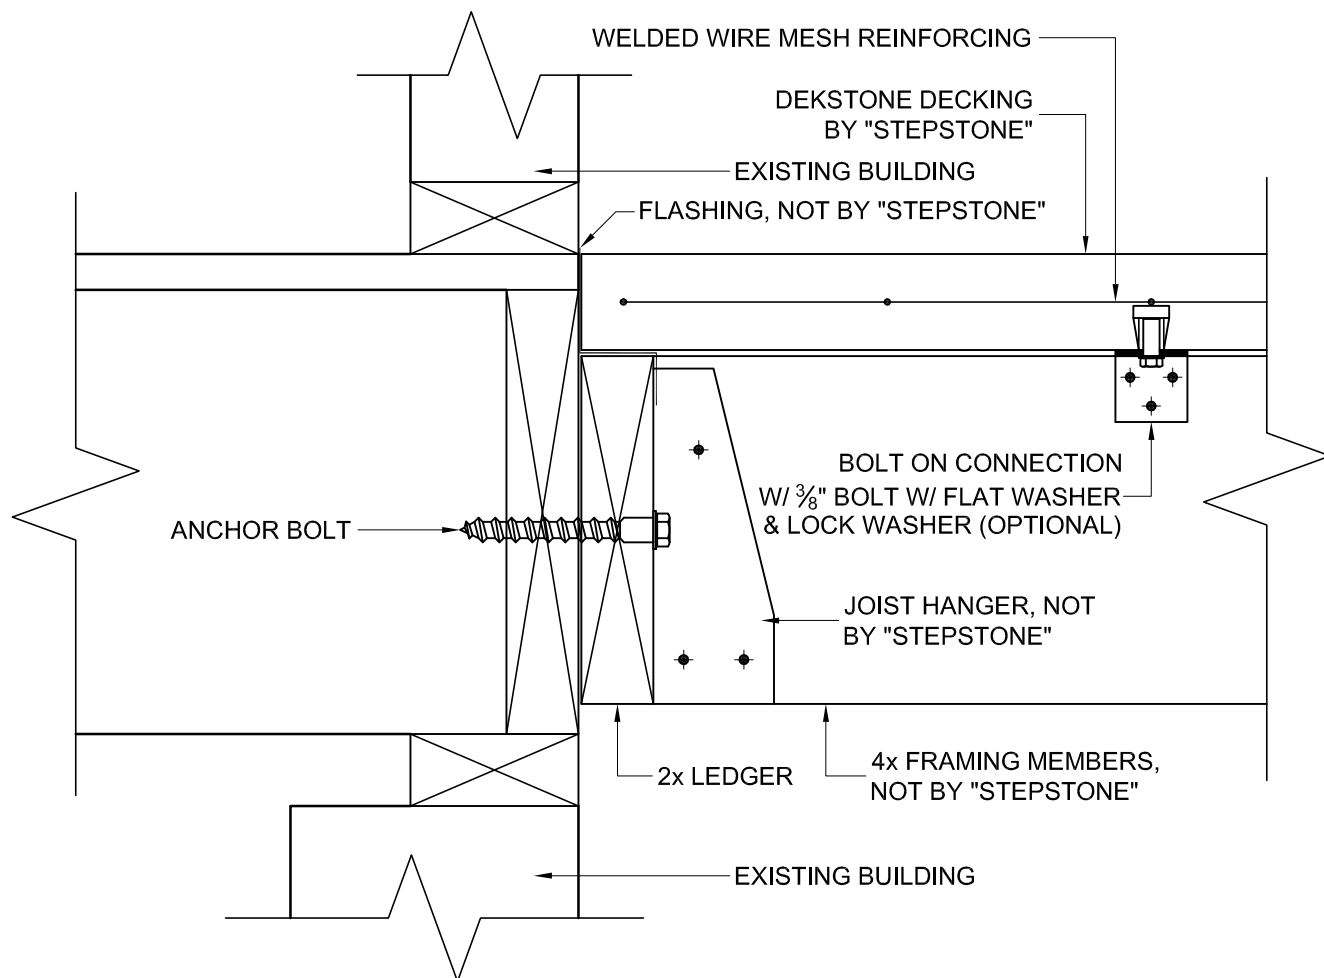 WELDED WIRE MESH REINFORCING
DEKSTONE DECKING
BY "STEPSTONE"
EXISTING BUILDING
FLASHING, NOT BY "STEPSTONE"
BOLT ON CONNECTION
W/ ⅜" BOLT W/ FLAT WASHER
& LOCK WASHER (OPTIONAL)
ANCHOR BOLT
JOIST HANGER, NOT
BY "STEPSTONE"
2x LEDGER
4x FRAMING MEMBERS,
NOT BY "STEPSTONE"
EXISTING BUILDING